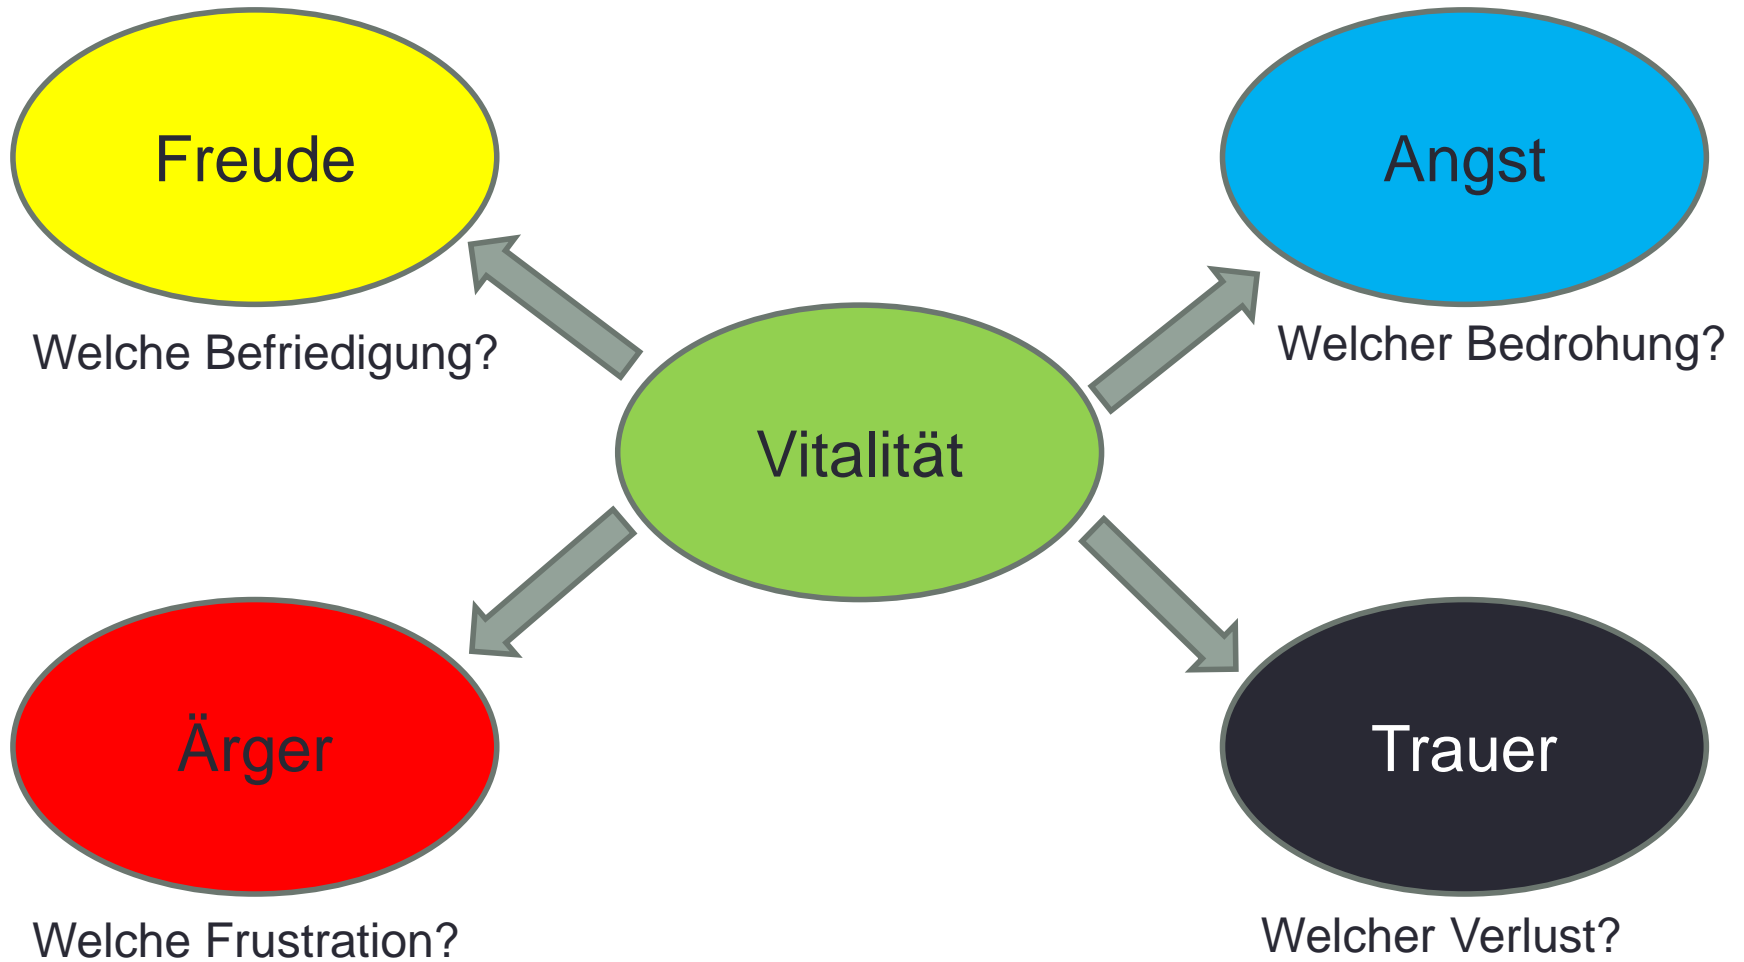 Freude
Angst
Welche Befriedigung?
Welcher Bedrohung?
Vitalität
Ärger
Trauer
Welche Frustration?
Welcher Verlust?